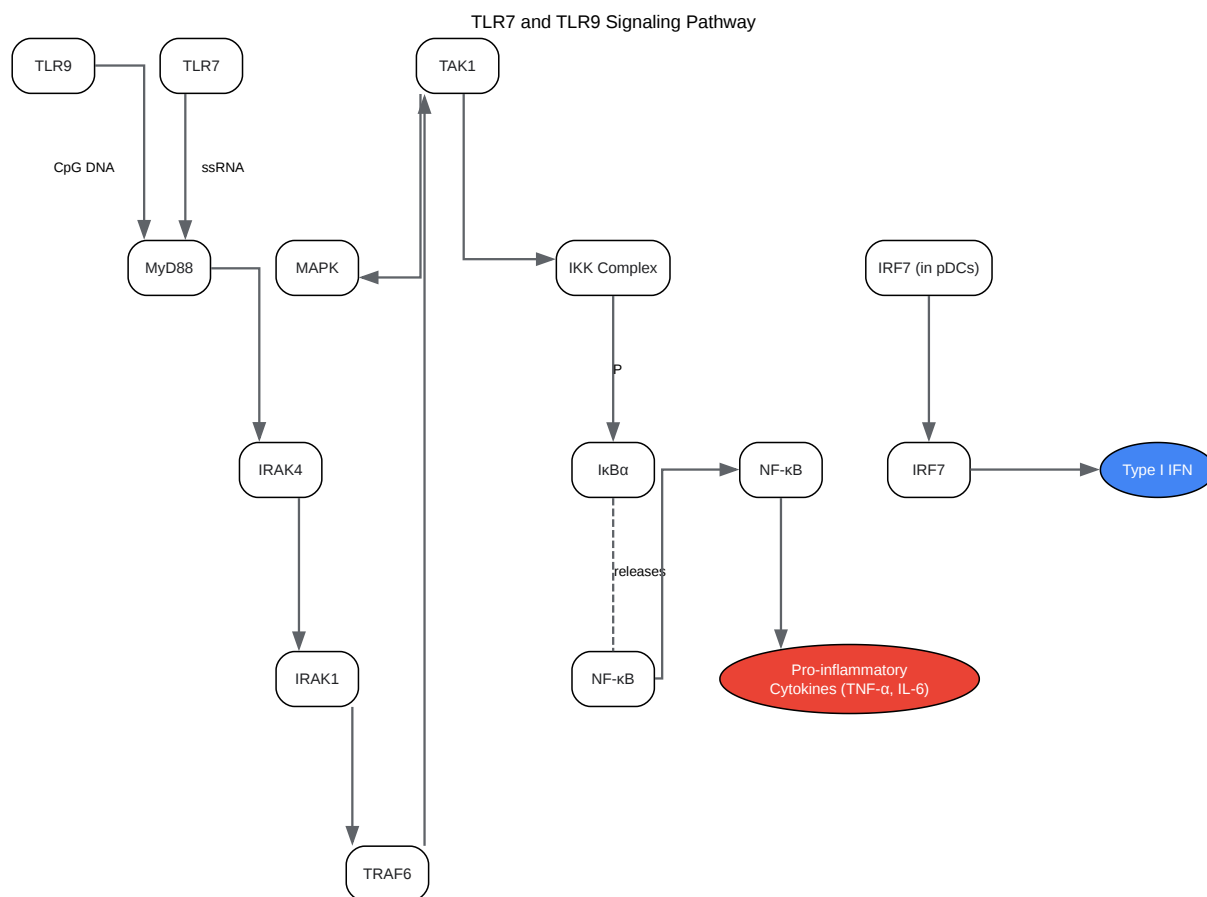 TLR7 and TLR9 Signaling Pathway
TLR9
TLR7
TAK1
CpG DNA
ssRNA
MyD88
MAPK
IKK Complex
IRF7 (in pDCs)
P
IRAK4
IκBα
NF-κB
IRF7
Type I IFN
releases
IRAK1
NF-κB
Pro-inflammatory
Cytokines (TNF-α, IL-6)
TRAF6